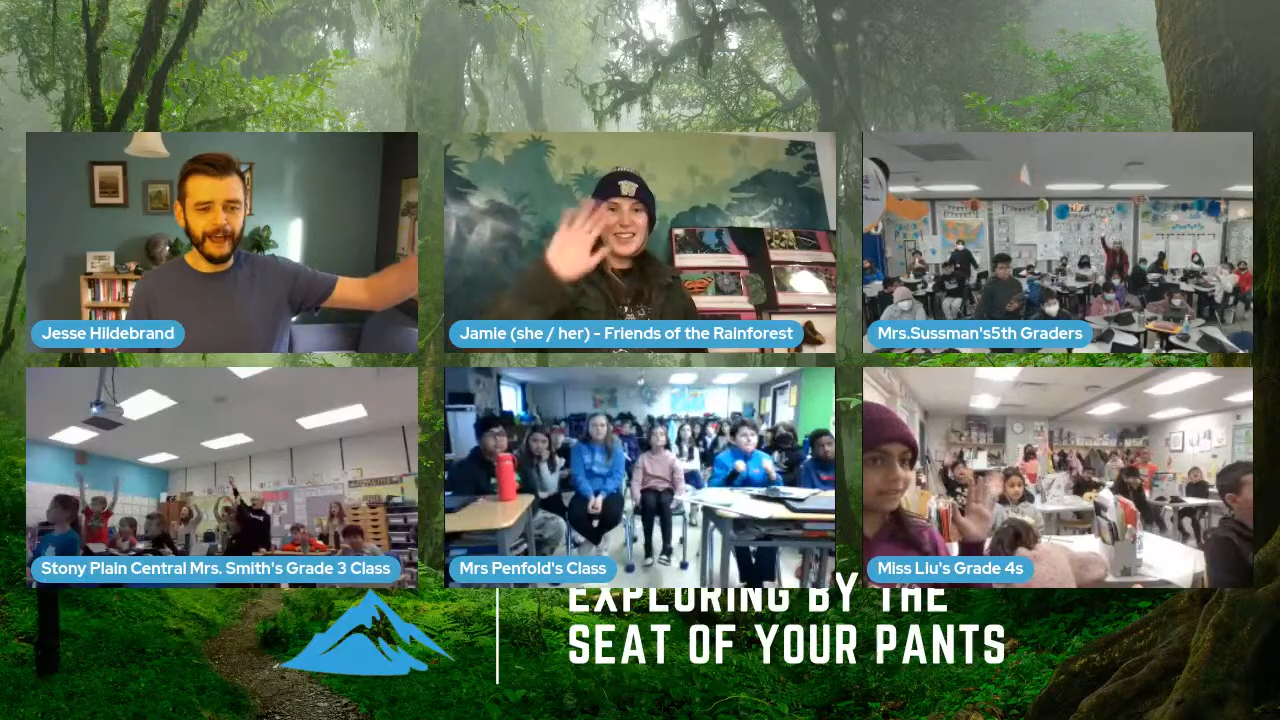 Jesse Hildebrand
Jamie (she / her) - Friends of the Rainforest
Mrs.Sussman's5th Graders
Stony Plain Central Mrs. Smith's Grade 3 Class
Mrs Penfold's Class
Miss Liu's Grade 4s
EXPLORING BY THE
SEAT OF YOUR PANTS